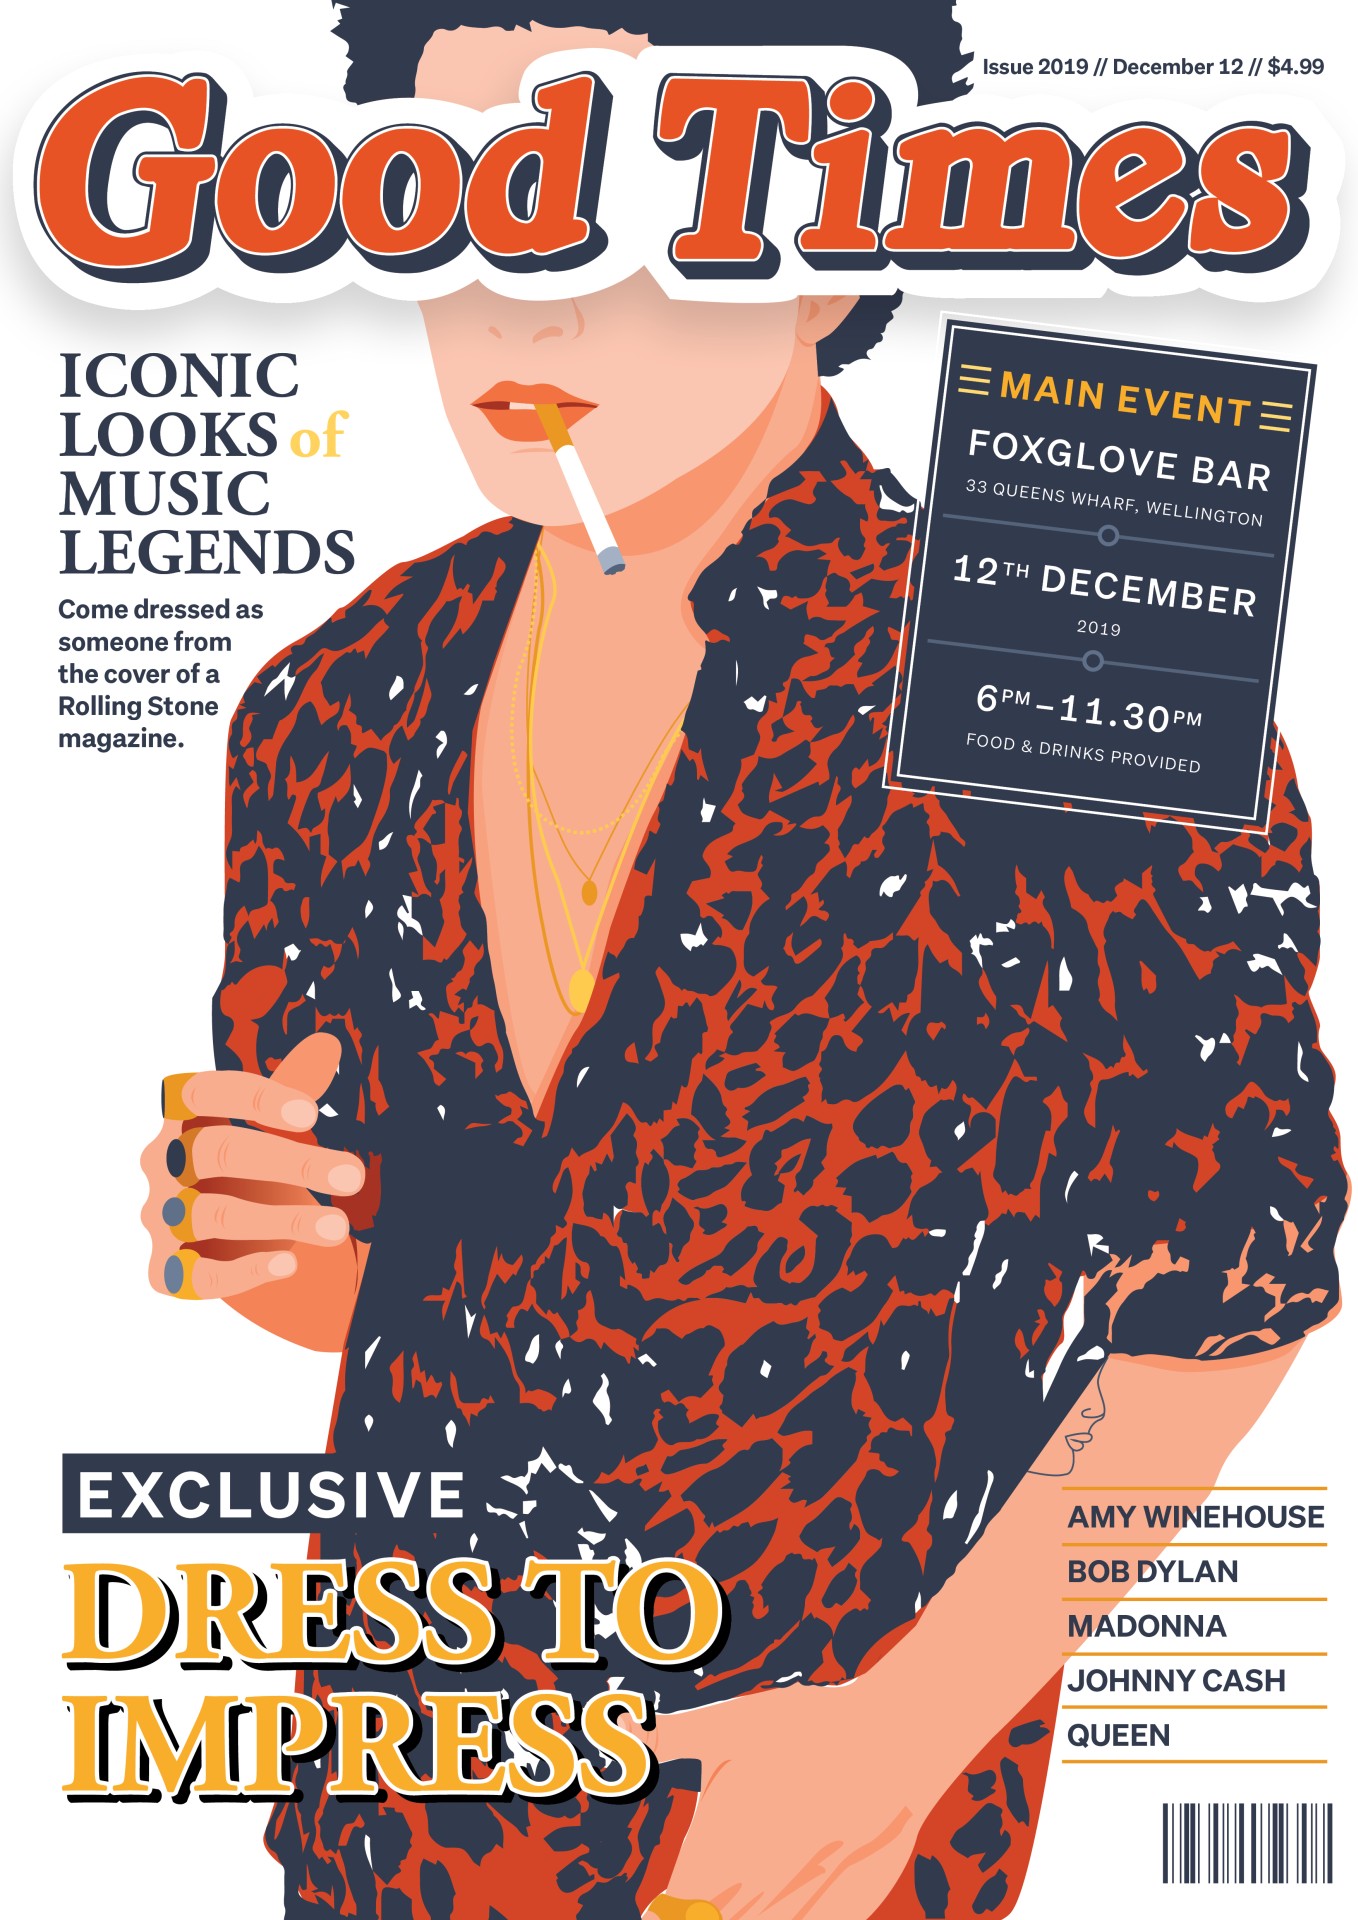 Issue 2019 // December 12 // $4.99
Good Times
ICONIC
LOOKS of
MUSIC
LEGENDS
Come dressed as
someone from
the cover of a
Rolling Stone
magazine.
MAIN EVENT
FOXGLOVE BAR
33 QUEENS WHARF, WELLINGTON
12TH DECEMBER
2019
6PM–11.30PM
FOOD & DRINKS PROVIDED
EXCLUSIVE
DRESS TO
IMPRESS
AMY WINEHOUSE
BOB DYLAN
MADONNA
JOHNNY CASH
QUEEN